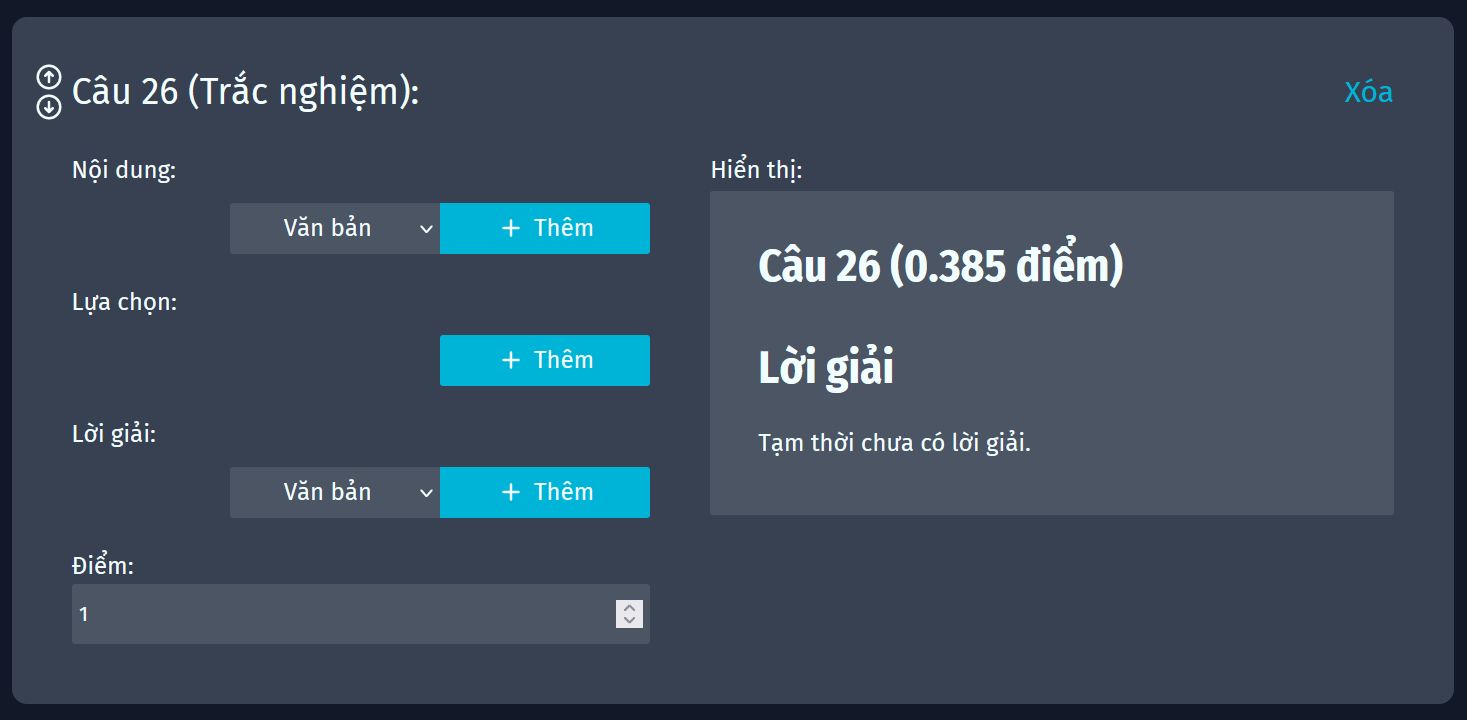 Câu 26 (Trắc nghiệm):
Xóa
Nội dung:
Văn bản
Thêm
Lựa chọn:
Thêm
Lời giải:
Văn bản
Thêm
Điểm:
1
Hiển thị:
Câu 26 (0.385 điểm)
Lời giải
Tạm thời chưa có lời giải.